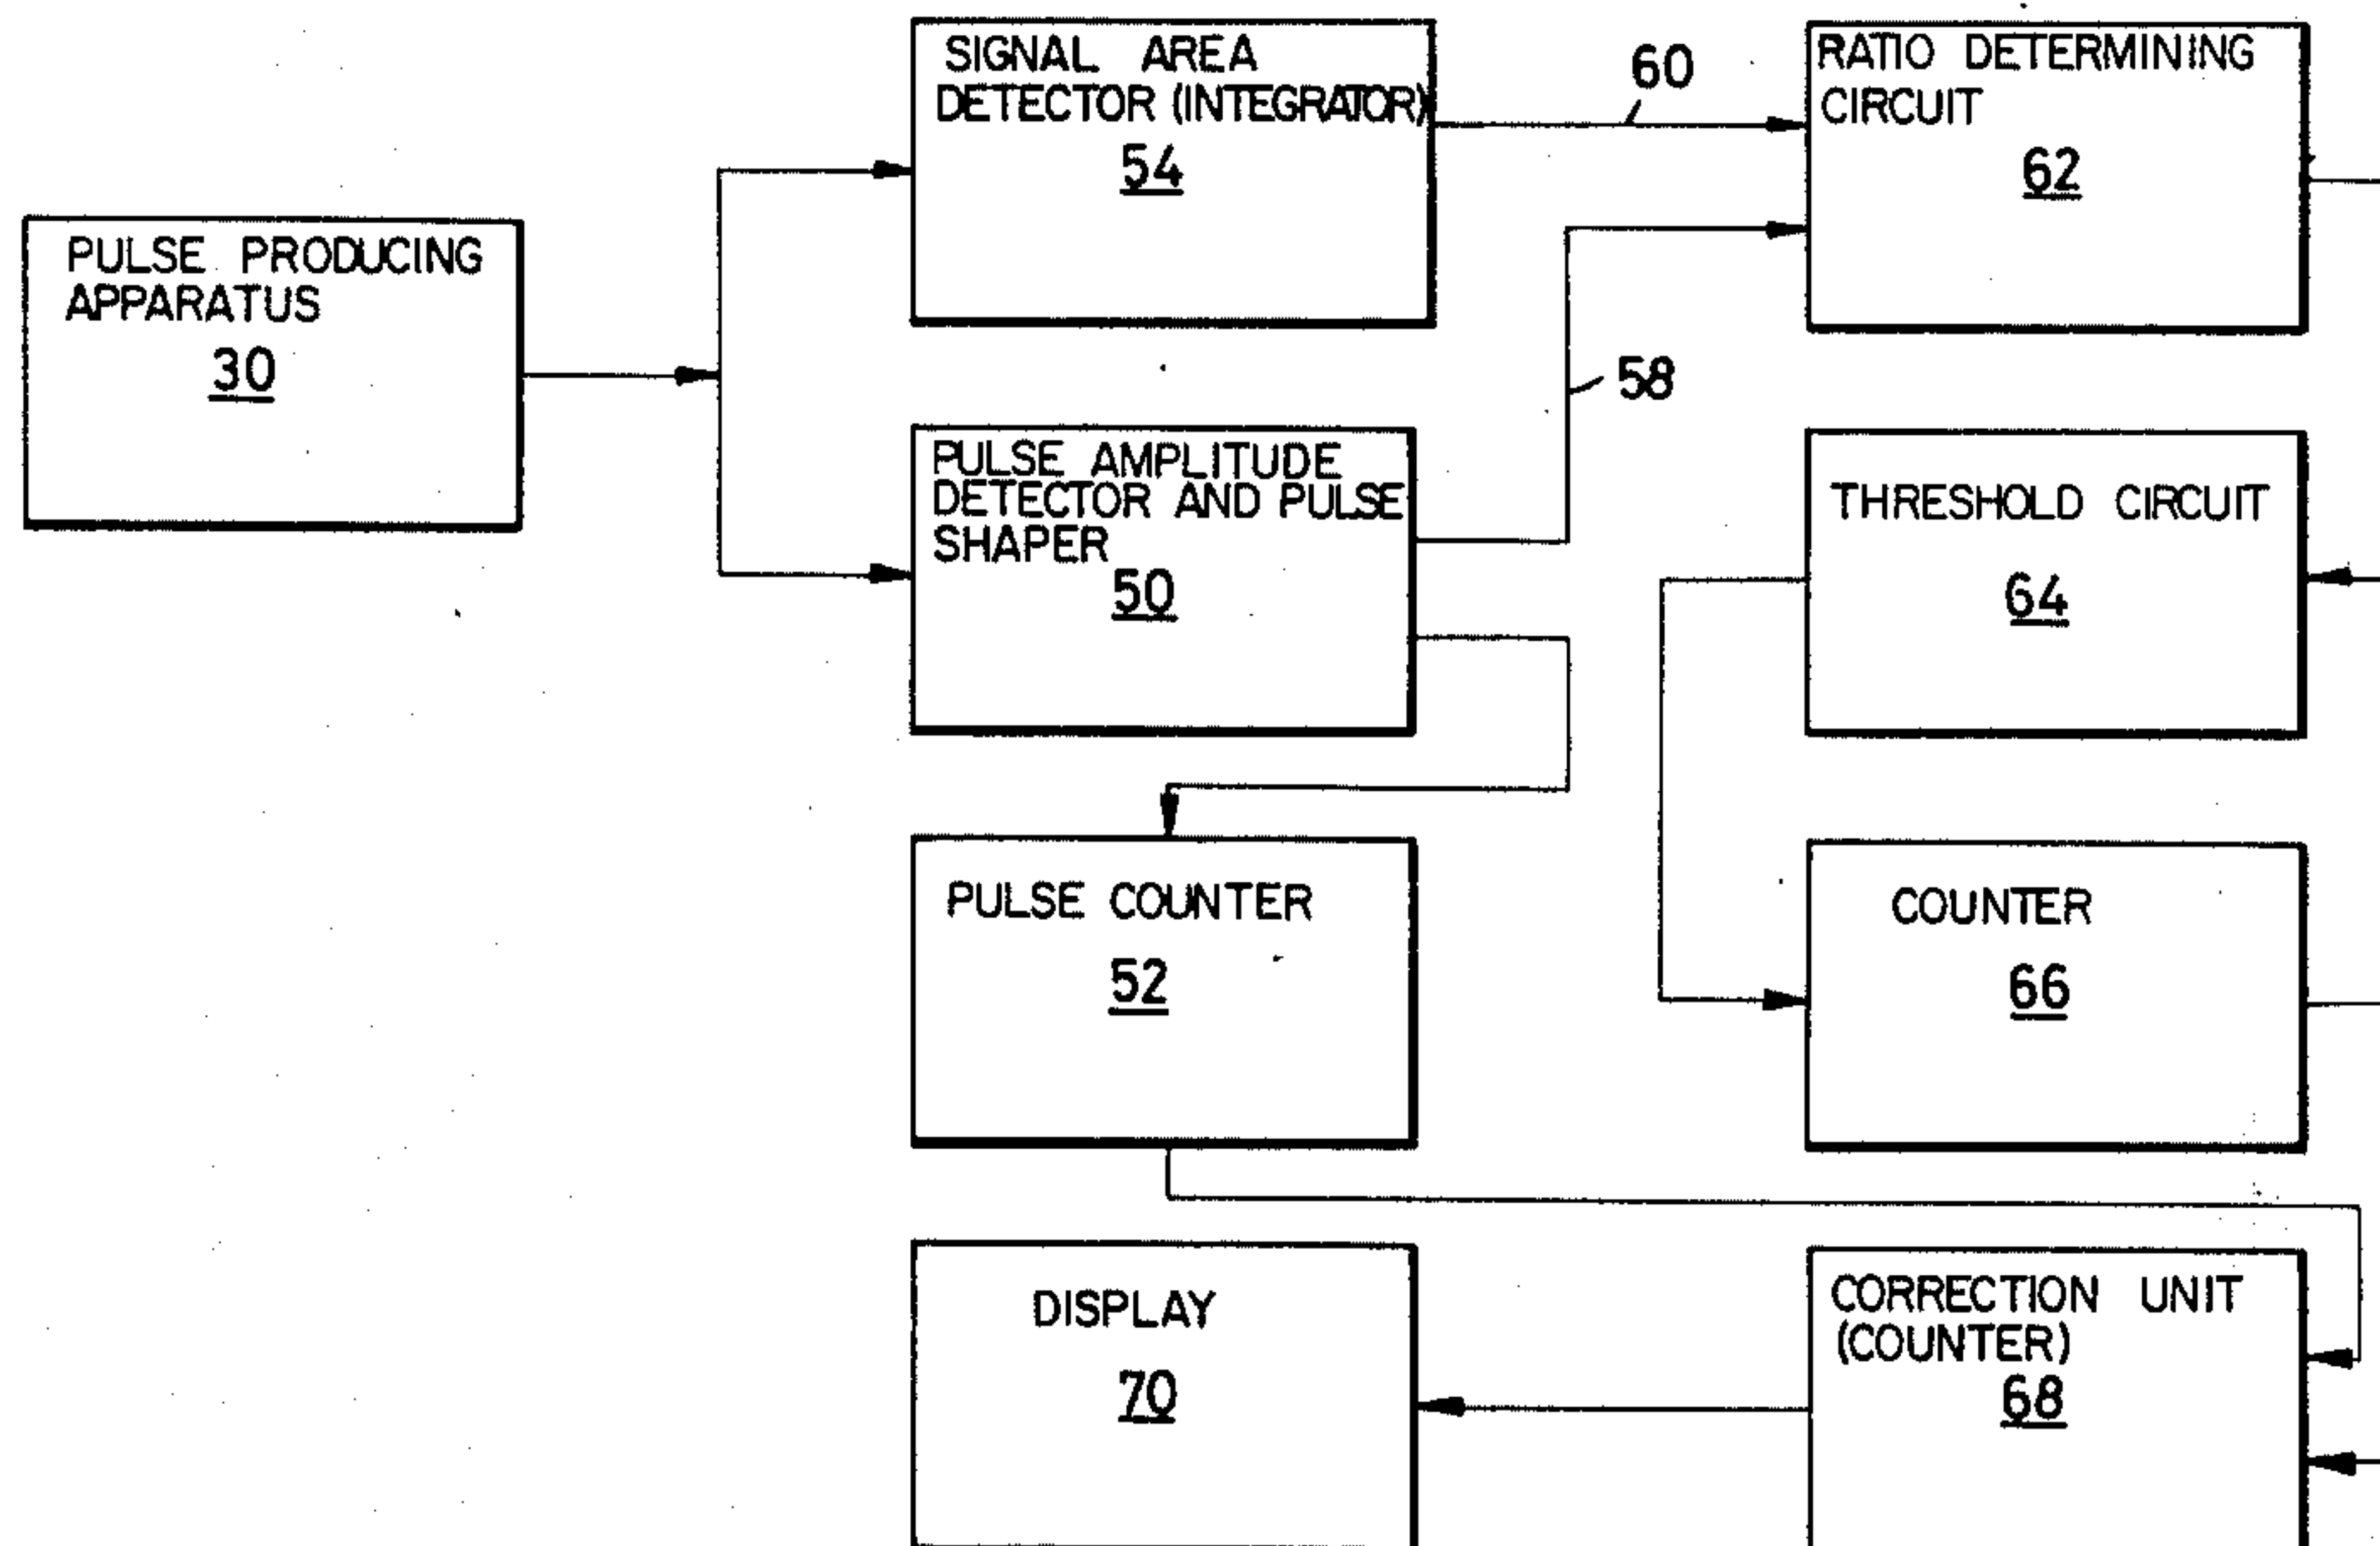 PULSE PRODUCING
APPARATUS
30
SIGNAL AREA
DETECTOR (INTEGRATOR)
54
60
RATIO DETERMINING
CIRCUIT
62
58
PULSE AMPLITUDE
DETECTOR AND PULSE
SHAPER
50
THRESHOLD CIRCUIT
64
PULSE COUNTER
52
COUNTER
66
DISPLAY
70
CORRECTION UNIT
(COUNTER)
68